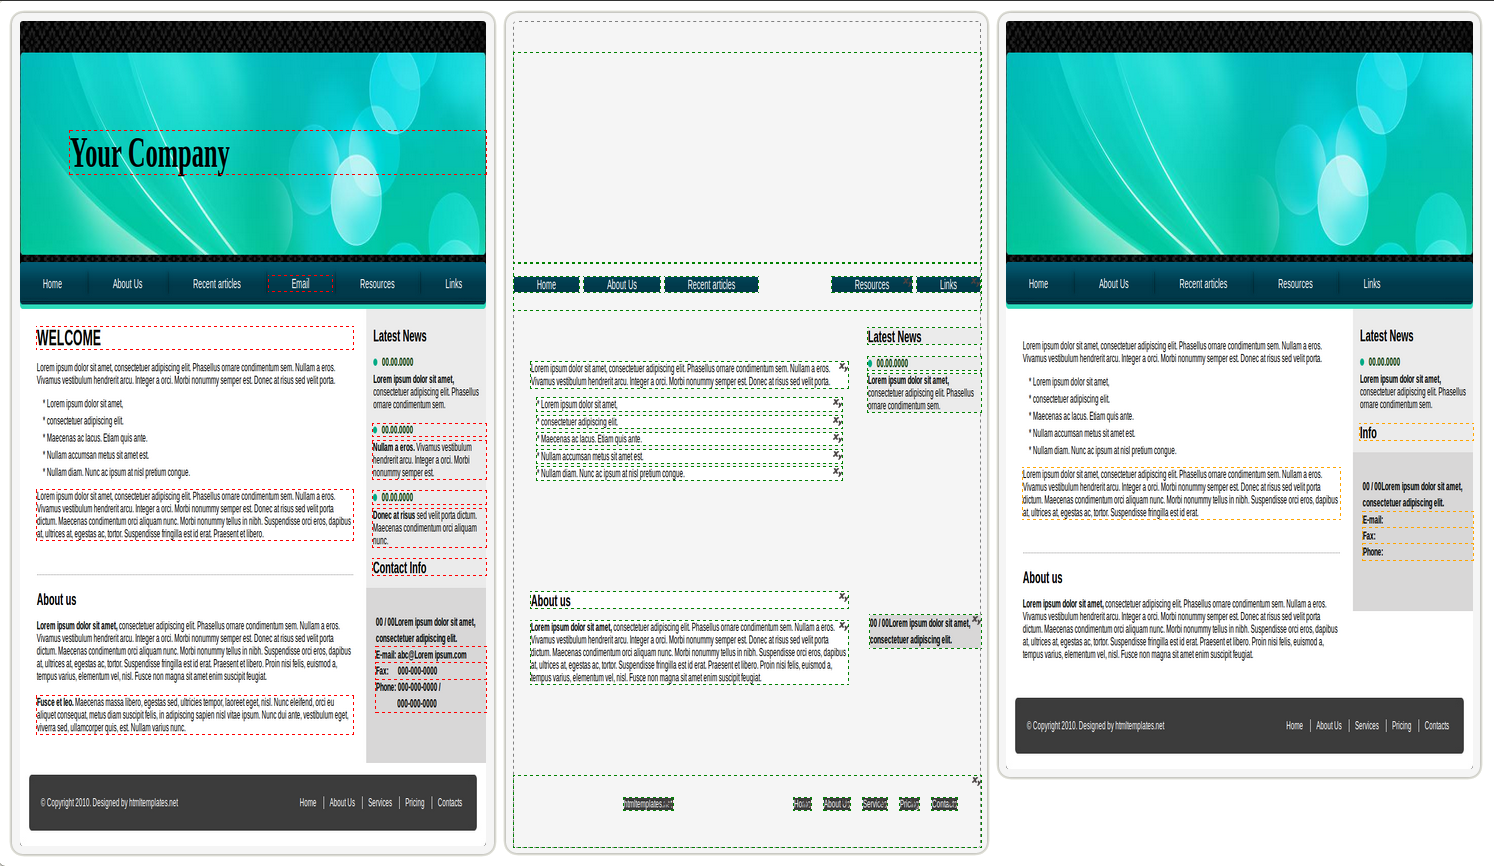 Your Company
Home About Us Recent articles Email Resources Links
WELCOME
Lorem ipsum dolor sit amet, consectetuer adipiscing elit. Phasellus ornare condimentum sem. Nullam a eros.
Vivamus vestibulum hendrerit arcu. Integer a orci. Morbi nonummy semper est. Donec at risus sed velit porta.
* Lorem ipsum dolor sit amet,
* consectetuer adipiscing elit.
* Maecenas ac lacus. Etiam quis ante.
* Nullam accumsan metus sit amet est.
* Nullam diam. Nunc ac ipsum at nisl pretium congue.
Lorem ipsum dolor sit amet, consectetuer adipiscing elit. Phasellus ornare condimentum sem. Nullam a eros.
Vivamus vestibulum hendrerit arcu. Integer a orci. Morbi nonummy semper est. Donec at risus sed velit porta
dictum. Maecenas condimentum orci aliquam nunc. Morbi nonummy tellus in nibh. Suspendisse orci eros, dapibus
at, ultrices at, egestas ac, tortor. Suspendisse fringilla est id erat. Praesent et libero.
About us
Lorem ipsum dolor sit amet, consectetuer adipiscing elit. Phasellus ornare condimentum sem. Nullam a eros.
Vivamus vestibulum hendrerit arcu. Integer a orci. Morbi nonummy semper est. Donec at risus sed velit porta
dictum. Maecenas condimentum orci aliquam nunc. Morbi nonummy tellus in nibh. Suspendisse orci eros, dapibus
at, ultrices at, egestas ac, tortor. Suspendisse fringilla est id erat. Praesent et libero. Proin nisi felis, euismod a,
tempus varius, elementum vel, nisl. Fusce non magna sit amet enim suscipit feugiat.
Fusce et leo. Maecenas massa libero, egestas sed, ultricies tempor, laoreet eget, nisl. Nunc eleifend, orci eu
aliquet consequat, metus diam suscipit felis, in adipiscing sapien nisl vitae ipsum. Nunc dui ante, vestibulum eget,
viverra sed, ullamcorper quis, est. Nullam varius nunc.
Latest News
00.00.0000
Lorem ipsum dolor sit amet,
consectetuer adipiscing elit. Phasellus
ornare condimentum sem.
00.00.0000
Nullam a eros. Vivamus vestibulum
hendrerit arcu. Integer a orci. Morbi
nonummy semper est.
00.00.0000
Donec at risus sed velit porta dictum.
Maecenas condimentum orci aliquam
nunc.
Contact Info
00 / 00Lorem ipsum dolor sit amet,
consectetuer adipiscing elit.
E-mail: abc@Lorem ipsum.com
Fax: 000-000-0000
Phone: 000-000-0000 /
000-000-0000
© Copyright 2010. Designed by htmltemplates.net Home About Us Services Pricing Contacts
Home About Us Recent articles Resources Links
Lorem ipsum dolor sit amet, consectetuer adipiscing elit. Phasellus ornare condimentum sem. Nullam a eros.
Vivamus vestibulum hendrerit arcu. Integer a orci. Morbi nonummy semper est. Donec at risus sed velit porta.
* Lorem ipsum dolor sit amet,
* consectetuer adipiscing elit.
* Maecenas ac lacus. Etiam quis ante.
* Nullam accumsan metus sit amet est.
* Nullam diam. Nunc ac ipsum at nisl pretium congue.
About us
Lorem ipsum dolor sit amet, consectetuer adipiscing elit. Phasellus ornare condimentum sem. Nullam a eros.
Vivamus vestibulum hendrerit arcu. Integer a orci. Morbi nonummy semper est. Donec at risus sed velit porta
dictum. Maecenas condimentum orci aliquam nunc. Morbi nonummy tellus in nibh. Suspendisse orci eros, dapibus
at, ultrices at, egestas ac, tortor. Suspendisse fringilla est id erat. Praesent et libero. Proin nisi felis, euismod a,
tempus varius, elementum vel, nisl. Fusce non magna sit amet enim suscipit feugiat.
Latest News
00.00.0000
Lorem ipsum dolor sit amet,
consectetuer adipiscing elit. Phasellus
ornare condimentum sem.
00 / 00Lorem ipsum dolor sit amet,
consectetuer adipiscing elit.
htmltemplates About Us
Home About Us Recent articles Resources Links
Lorem ipsum dolor sit amet, consectetuer adipiscing elit. Phasellus ornare condimentum sem. Nullam a eros.
Vivamus vestibulum hendrerit arcu. Integer a orci. Morbi nonummy semper est. Donec at risus sed velit porta.
* Lorem ipsum dolor sit amet,
* consectetuer adipiscing elit.
* Maecenas ac lacus. Etiam quis ante.
* Nullam accumsan metus sit amet est.
* Nullam diam. Nunc ac ipsum at nisl pretium congue.
Lorem ipsum dolor sit amet, consectetuer adipiscing elit. Phasellus ornare condimentum sem. Nullam a eros.
Vivamus vestibulum hendrerit arcu. Integer a orci. Morbi nonummy semper est. Donec at risus sed velit porta
dictum. Maecenas condimentum orci aliquam nunc. Morbi nonummy tellus in nibh. Suspendisse orci eros, dapibus
at, ultrices at, egestas ac, tortor. Suspendisse fringilla est id erat.
About us
Lorem ipsum dolor sit amet, consectetuer adipiscing elit. Phasellus ornare condimentum sem. Nullam a eros.
Vivamus vestibulum hendrerit arcu. Integer a orci. Morbi nonummy semper est. Donec at risus sed velit porta
dictum. Maecenas condimentum orci aliquam nunc. Morbi nonummy tellus in nibh. Suspendisse orci eros, dapibus
at, ultrices at, egestas ac, tortor. Suspendisse fringilla est id erat. Praesent et libero. Proin nisi felis, euismod a,
tempus varius, elementum vel, nisl. Fusce non magna sit amet enim suscipit feugiat.
Latest News
00.00.0000
Lorem ipsum dolor sit amet,
consectetuer adipiscing elit. Phasellus
ornare condimentum sem.
Info
00 / 00Lorem ipsum dolor sit amet,
consectetuer adipiscing elit.
E-mail:
Fax:
Phone:
© Copyright 2010. Designed by htmltemplates.net Home About Us Services Pricing Contacts